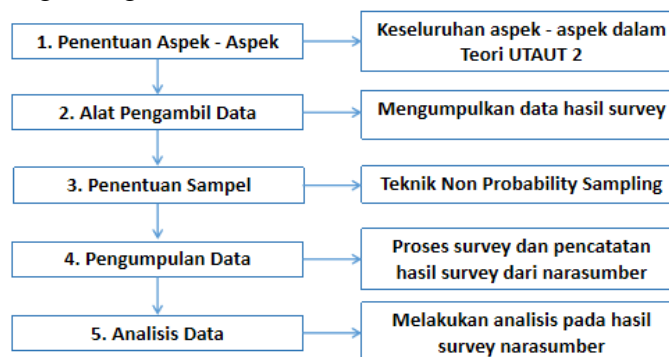 1. Penentuan Aspek - Aspek
Keseluruhan aspek - aspek dalam
Teori UTAUT 2
2. Alat Pengambil Data
Mengumpulkan data hasil survey
3. Penentuan Sampel
Teknik Non Probability Sampling
4. Pengumpulan Data
Proses survey dan pencatatan
hasil survey dari narasumber
5. Analisis Data
Melakukan analisis pada hasil
survey narasumber